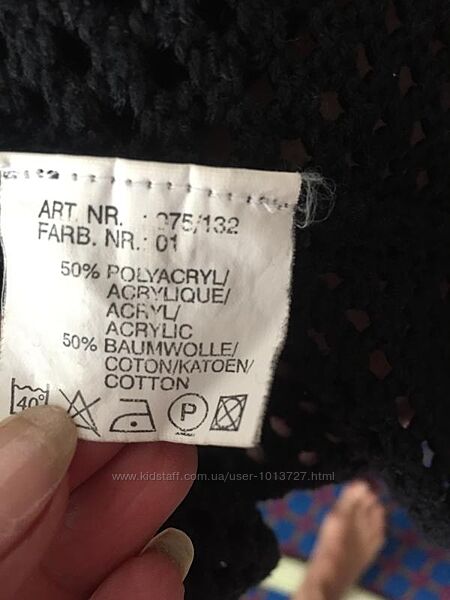 ART. NR. : 975/132
FARB. NR.: 01
50% POLYACRYL/
ACRYLIQUE/
ACRYL/
ACRYLIC
50% BAUMWOLLE/
COTON/KATOEN/
COTTON
40°
P
www.kidstaff.com.ua/user-1013727.html